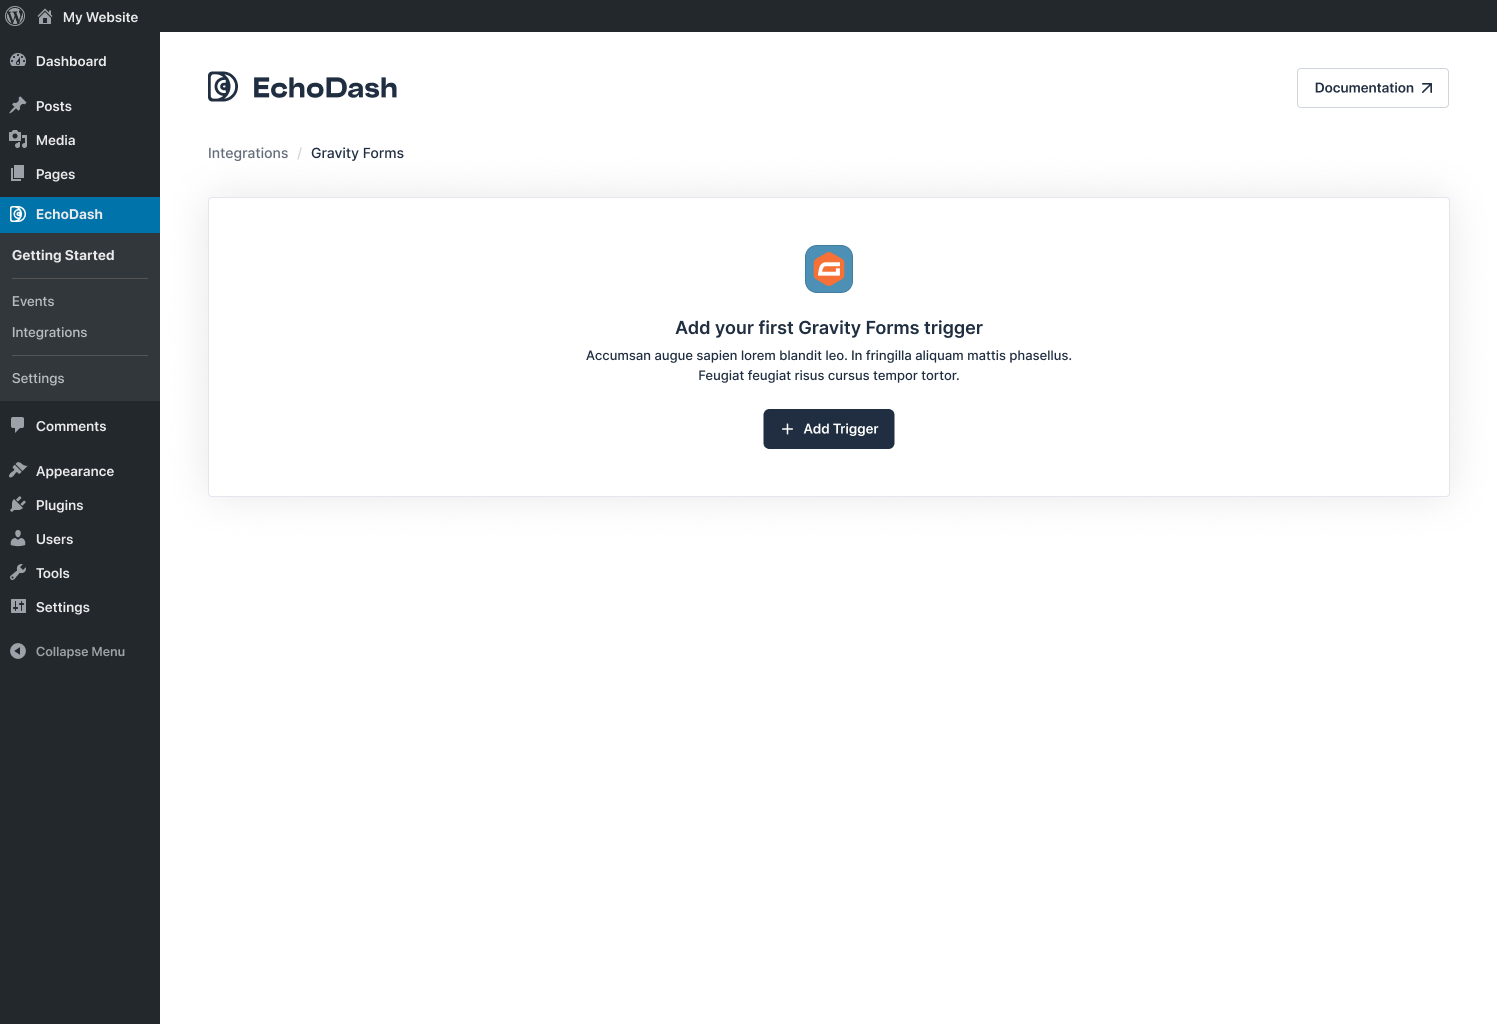 My Website
Dashboard
Posts
Media
Pages
EchoDash
Getting Started
Events
Integrations
Settings
Comments
Appearance
Plugins
Users
Tools
Settings
Collapse Menu
EchoDash
Documentation
Integrations / Gravity Forms
Add your first Gravity Forms trigger
Accumsan augue sapien lorem blandit leo. In fringilla aliquam mattis phasellus.
Feugiat feugiat risus cursus tempor tortor.
Add Trigger